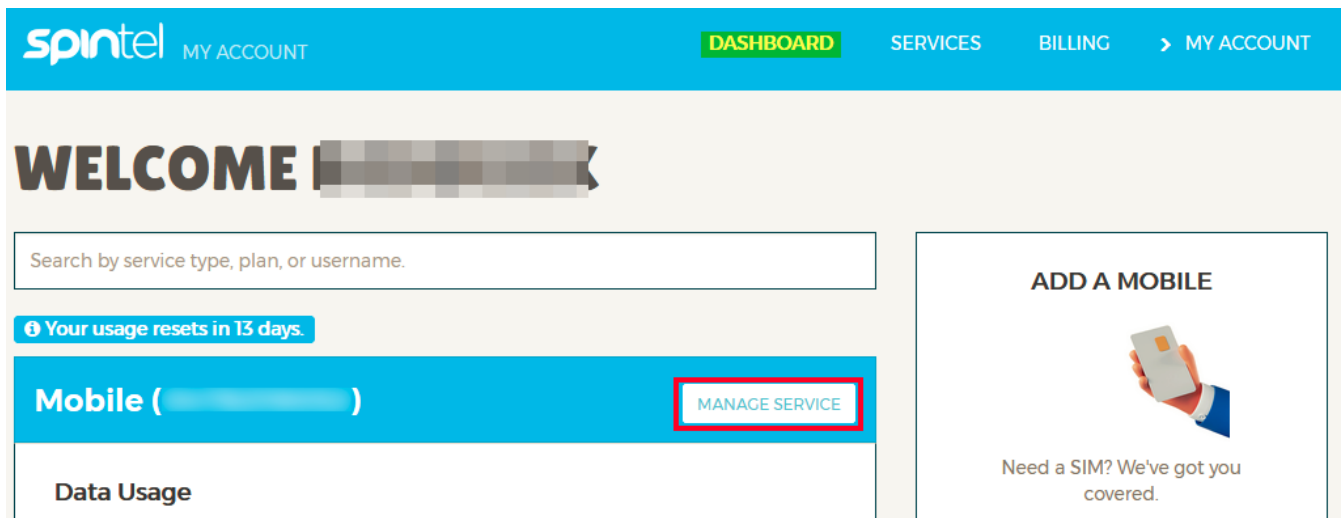 spintel MY ACCOUNT
DASHBOARD SERVICES BILLING > MY ACCOUNT
WELCOME
Search by service type, plan, or username.
Your usage resets in 13 days.
Mobile ( )
MANAGE SERVICE
Data Usage
ADD A MOBILE
Need a SIM? We've got you
covered.